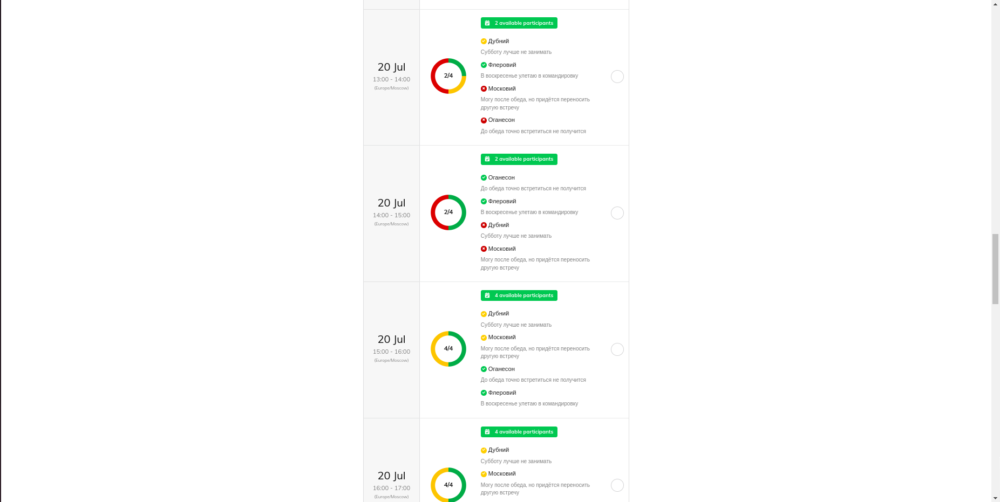 2 available participants
Дубний
Субботу лучше не занимать
Флеровий
В воскресенье улетаю в командировку
20 Jul
13:00 - 14:00
(Europe/Moscow)
2/4
Московий
Могу после обеда, но придётся переносить
другую встречу
Оганесон
До обеда точно встретиться не получится
2 available participants
Оганесон
До обеда точно встретиться не получится
Флеровий
В воскресенье улетаю в командировку
20 Jul
14:00 - 15:00
(Europe/Moscow)
2/4
Дубний
Субботу лучше не занимать
Московий
Могу после обеда, но придётся переносить
другую встречу
4 available participants
Дубний
Субботу лучше не занимать
Московий
Могу после обеда, но придётся переносить
другую встречу
20 Jul
15:00 - 16:00
(Europe/Moscow)
4/4
Оганесон
До обеда точно встретиться не получится
Флеровий
В воскресенье улетаю в командировку
4 available participants
Дубний
Субботу лучше не занимать
Московий
Могу после обеда, но придётся переносить
другую встречу
20 Jul
16:00 - 17:00
(Europe/Moscow)
4/4